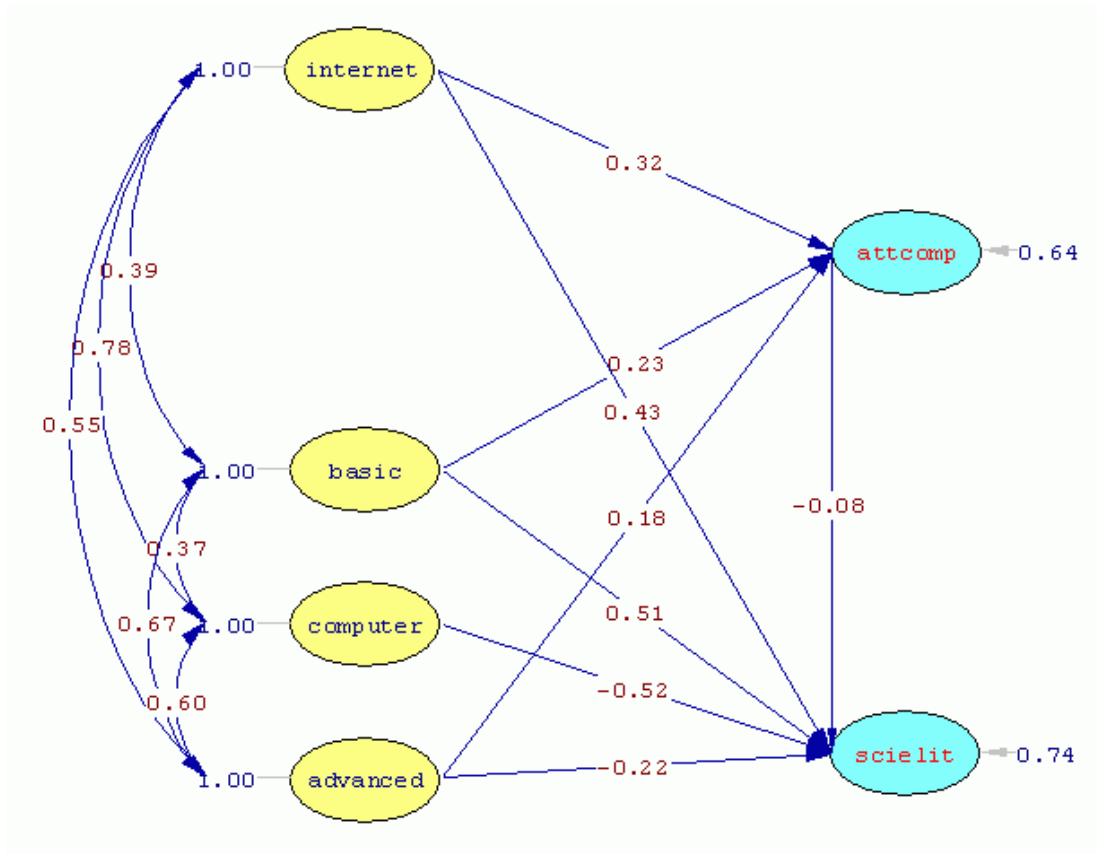 1.00 internet
0.32
attcomp 0.64
0.39
0.78
0.23
0.43
0.55
1.00 basic
-0.08
0.18
0.37
0.51
0.67 1.00 computer
-0.52
0.60
scielit 0.74
-0.22
1.00 advanced